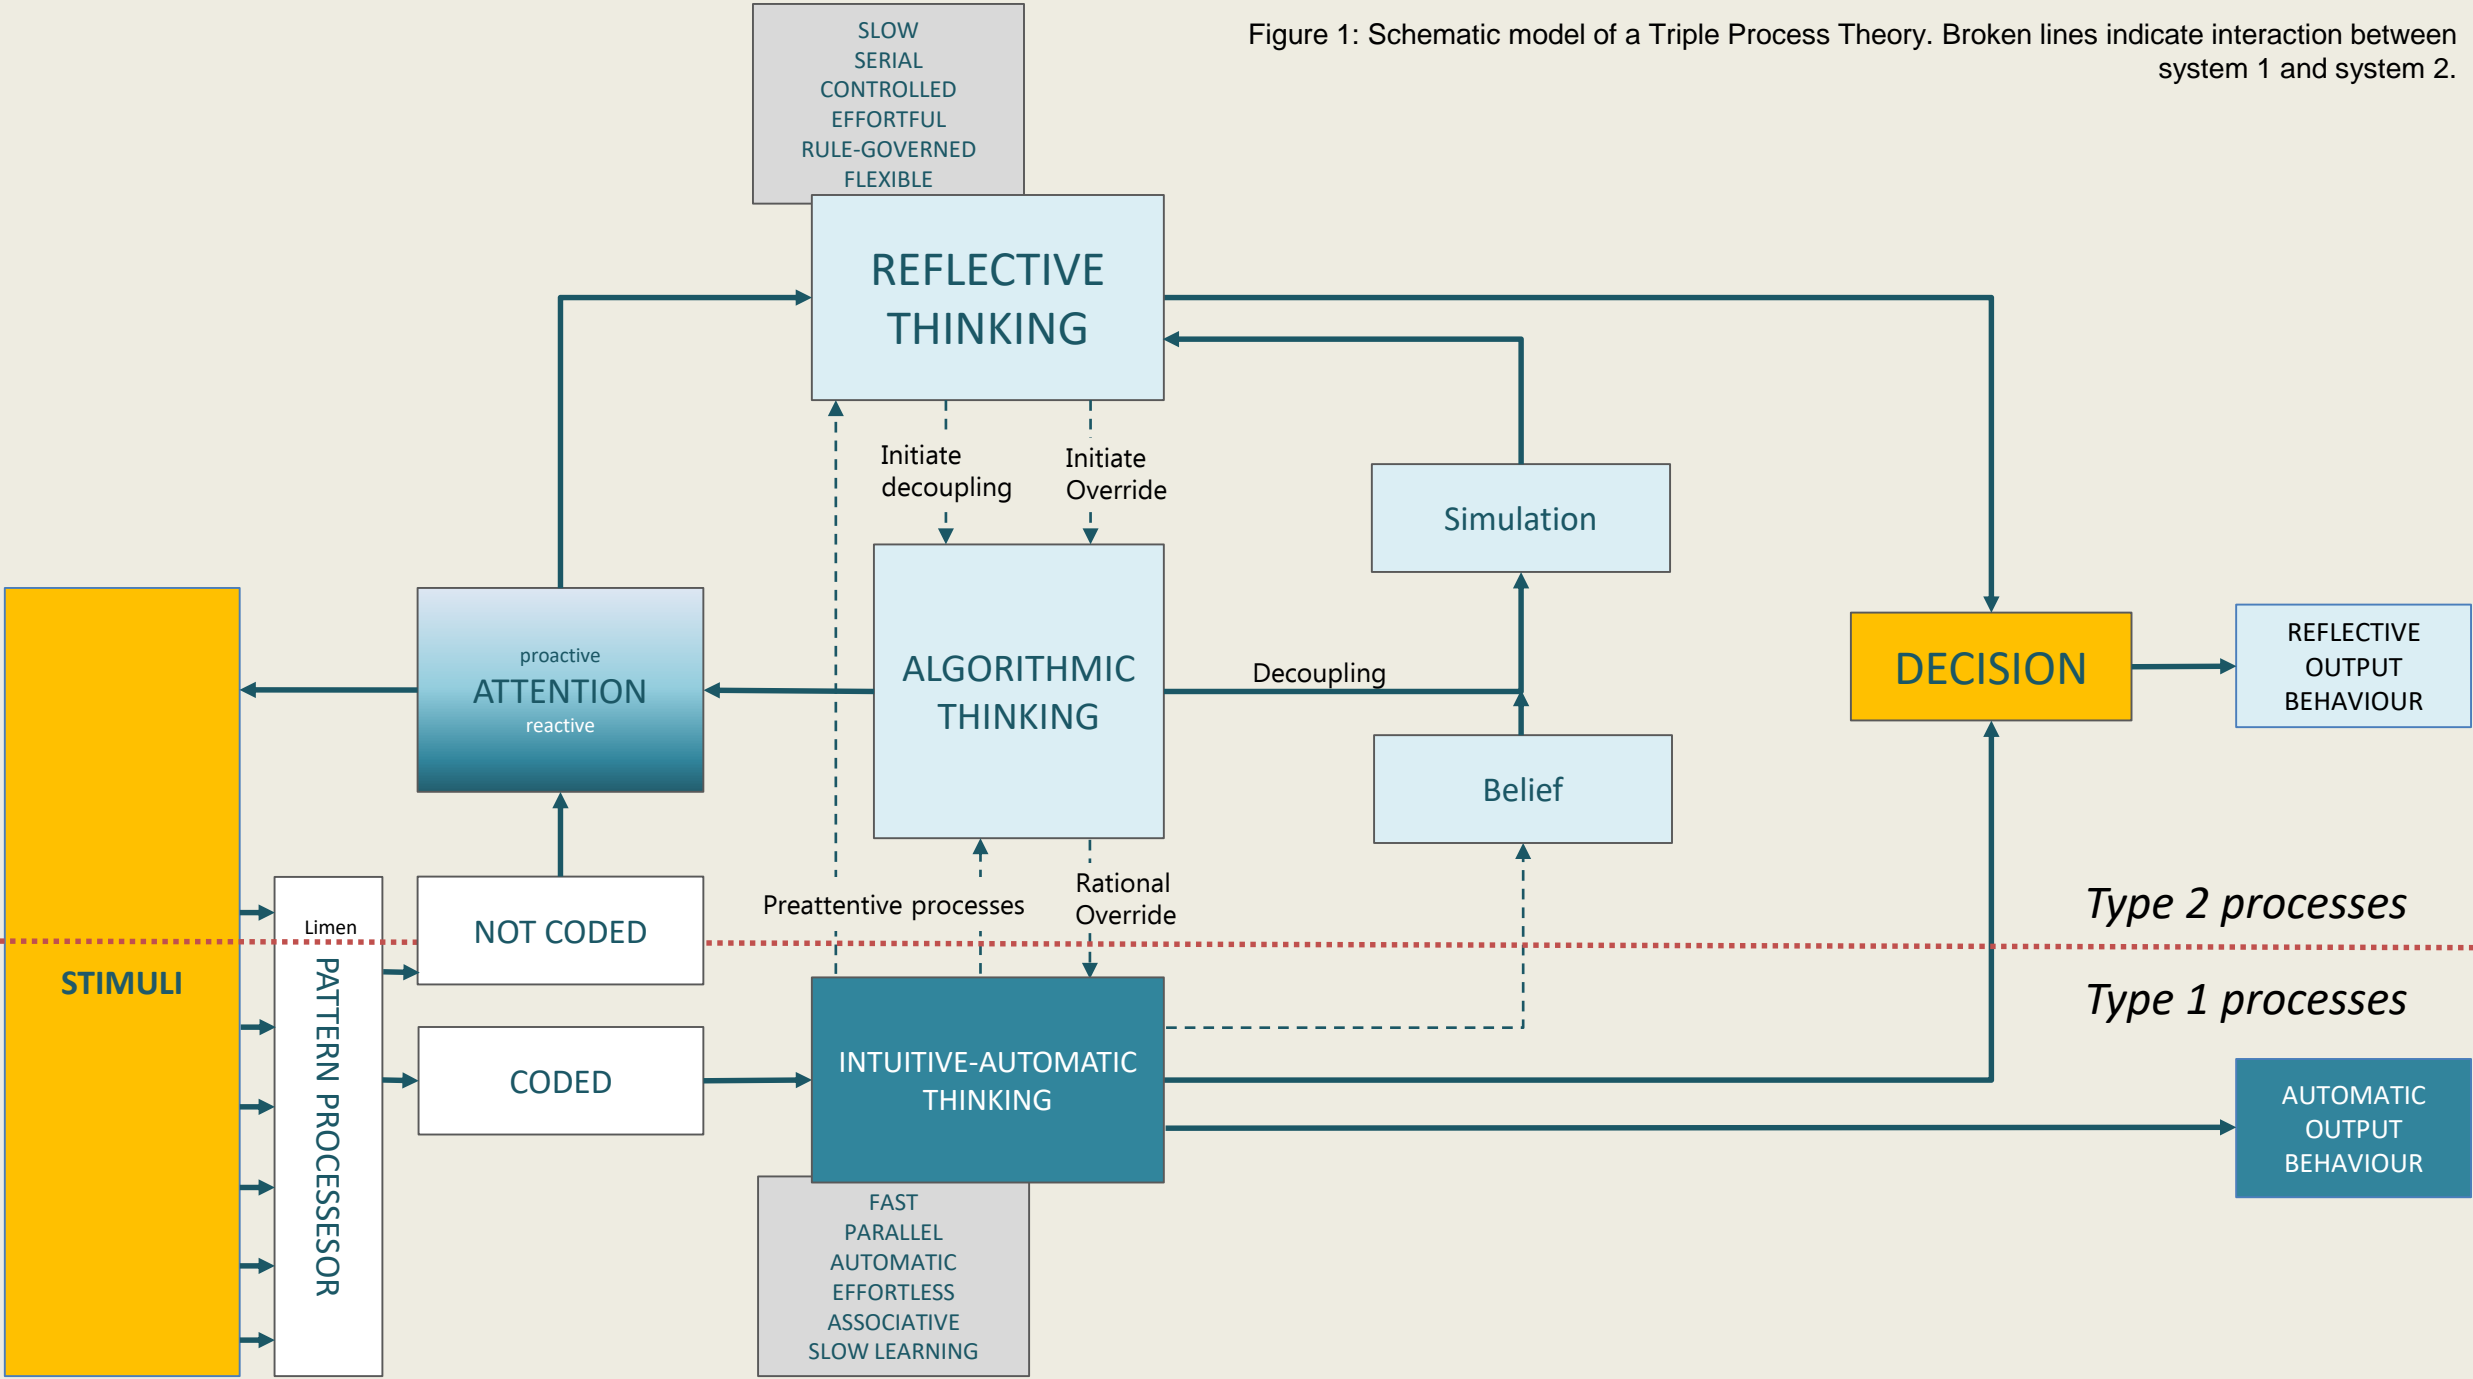 Figure 1: Schematic model of a Triple Process Theory. Broken lines indicate interaction between
system 1 and system 2.
SLOW
SERIAL
CONTROLLED
EFFORTFUL
RULE-GOVERNED
FLEXIBLE
REFLECTIVE
THINKING
Initiate
decoupling
Initiate
Override
Simulation
proactive
ATTENTION
reactive
ALGORITHMIC
THINKING
Decoupling
DECISION
REFLECTIVE
OUTPUT
BEHAVIOUR
Belief
Preattentive processes
Rational
Override
Type 2 processes
Limen
NOT CODED
STIMULI
PATTERN PROCESSESOR
Type 1 processes
CODED
INTUITIVE-AUTOMATIC
THINKING
AUTOMATIC
OUTPUT
BEHAVIOUR
FAST
PARALLEL
AUTOMATIC
EFFORTLESS
ASSOCIATIVE
SLOW LEARNING